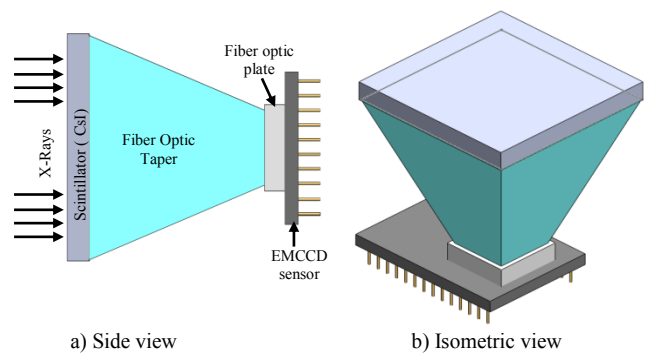 Fiber optic
plate
X-Rays
Scintillator ( CsI)
Fiber Optic
Taper
EMCCD
sensor
a) Side view
b) Isometric view